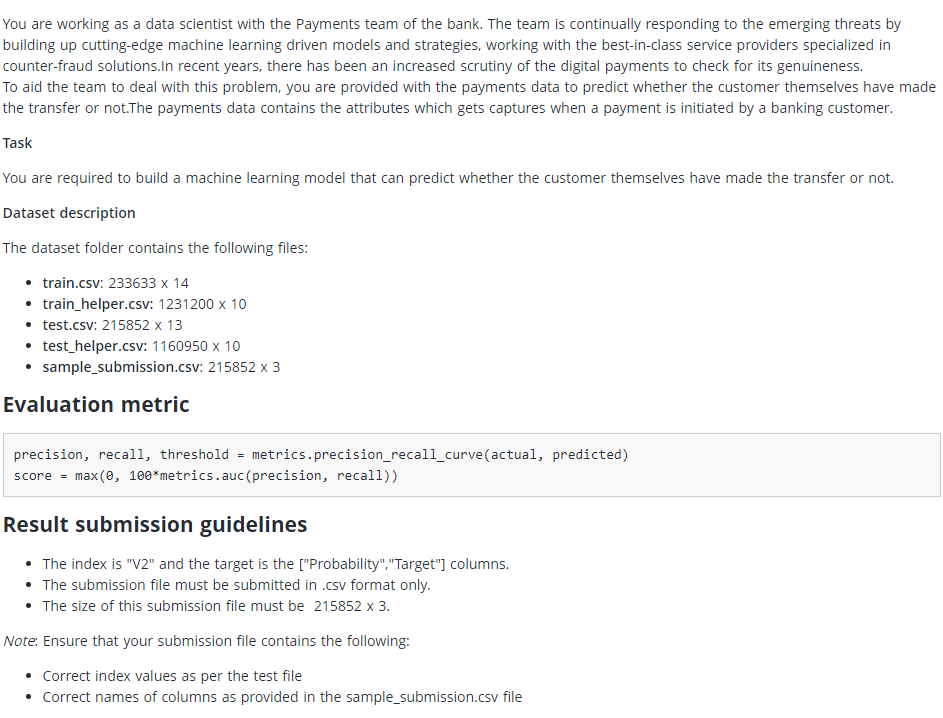 You are working as a data scientist with the Payments team of the bank. The team is continually responding to the emerging threats by
building up cutting-edge machine learning driven models and strategies, working with the best-in-class service providers specialized in
counter-fraud solutions.In recent years, there has been an increased scrutiny of the digital payments to check for its genuineness.
To aid the team to deal with this problem, you are provided with the payments data to predict whether the customer themselves have made
the transfer or not.The payments data contains the attributes which gets captures when a payment is initiated by a banking customer.
Task
You are required to build a machine learning model that can predict whether the customer themselves have made the transfer or not.
Dataset description
The dataset folder contains the following files:
• train.csv: 233633 x 14
• train_helper.csv: 1231200 x 10
• test.csv: 215852 x 13
• test_helper.csv: 1160950 x 10
• sample_submission.csv: 215852 x 3
Evaluation metric
precision, recall, threshold = metrics.precision_recall_curve(actual, predicted)
score = max(0, 100*metrics.auc(precision, recall))
Result submission guidelines
• The index is "V2" and the target is the ["Probability","Target"] columns.
• The submission file must be submitted in .csv format only.
• The size of this submission file must be  215852 x 3.
Note: Ensure that your submission file contains the following:
• Correct index values as per the test file
• Correct names of columns as provided in the sample_submission.csv file